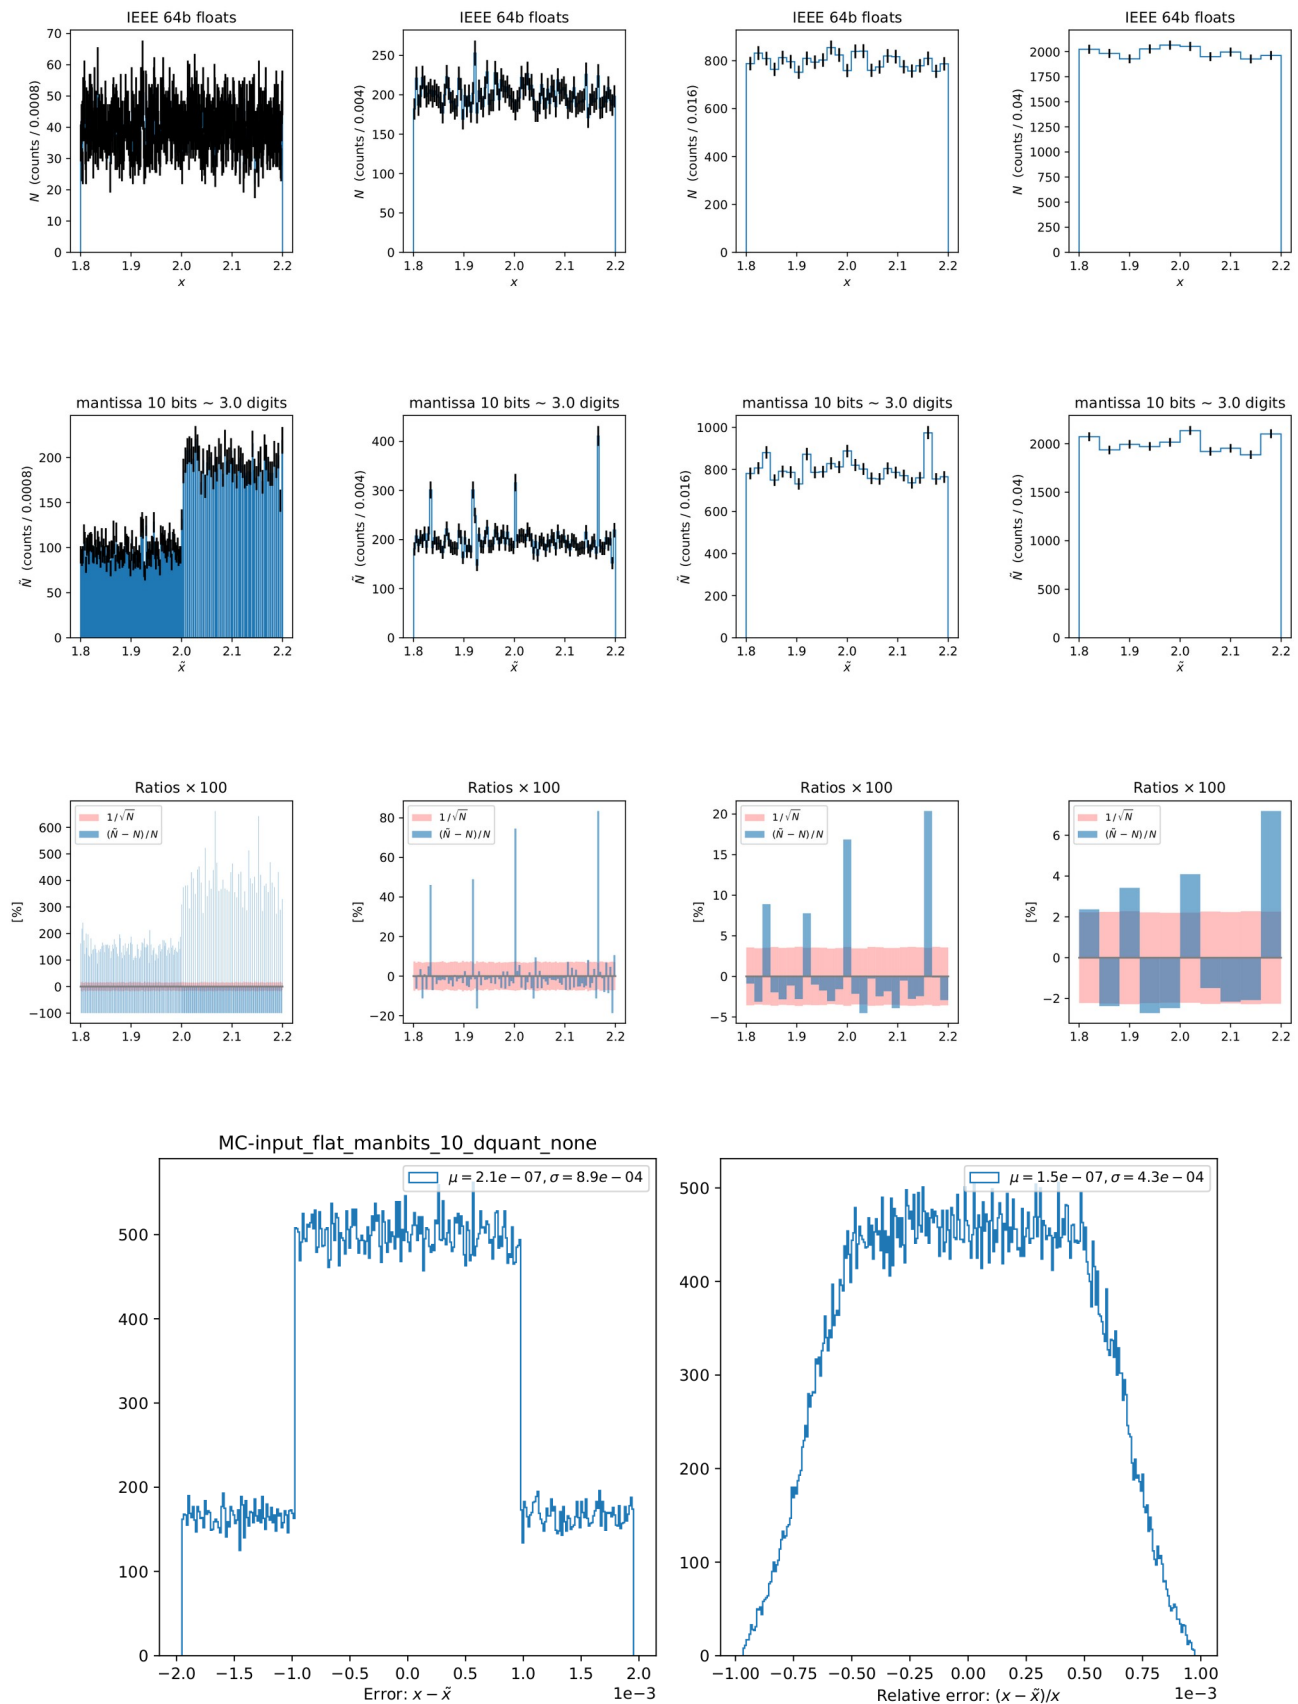 IEEE 64b floats IEEE 64b floats IEEE 64b floats IEEE 64b floats
70
60
50
40
30
20
10
0
N (counts / 0.0008)
1.8 1.9 2.0 2.1 2.2
x
250
200
150
100
50
0
N (counts / 0.004)
1.8 1.9 2.0 2.1 2.2
x
800
600
400
200
0
N (counts / 0.016)
1.8 1.9 2.0 2.1 2.2
x
2000
1750
1500
1250
1000
750
500
250
0
N (counts / 0.04)
1.8 1.9 2.0 2.1 2.2
x
mantissa 10 bits ~ 3.0 digits mantissa 10 bits ~ 3.0 digits mantissa 10 bits ~ 3.0 digits mantissa 10 bits ~ 3.0 digits
200
150
100
50
0
Ñ (counts / 0.0008)
1.8 1.9 2.0 2.1 2.2
x̃
400
300
200
100
0
Ñ (counts / 0.004)
1.8 1.9 2.0 2.1 2.2
x̃
1000
800
600
400
200
0
Ñ (counts / 0.016)
1.8 1.9 2.0 2.1 2.2
x̃
2000
1500
1000
500
0
Ñ (counts / 0.04)
1.8 1.9 2.0 2.1 2.2
x̃
Ratios × 100 Ratios × 100 Ratios × 100 Ratios × 100
1/√N
(Ñ − N)/N
600
500
400
300
200
100
0
−100
[%]
1.8 1.9 2.0 2.1 2.2
1/√N
(Ñ − N)/N
80
60
40
20
0
−20
[%]
1.8 1.9 2.0 2.1 2.2
1/√N
(Ñ − N)/N
20
15
10
5
0
−5
[%]
1.8 1.9 2.0 2.1 2.2
1/√N
(Ñ − N)/N
6
4
2
0
−2
[%]
1.8 1.9 2.0 2.1 2.2
MC-input_flat_manbits_10_dquant_none
μ = 2.1e − 07, σ = 8.9e − 04
500
400
300
200
100
0
−2.0 −1.5 −1.0 −0.5 0.0 0.5 1.0 1.5 2.0
Error: x − x̃
1e−3
μ = 1.5e − 07, σ = 4.3e − 04
500
400
300
200
100
0
−1.00 −0.75 −0.50 −0.25 0.00 0.25 0.50 0.75 1.00
Relative error: (x − x̃)/x
1e−3